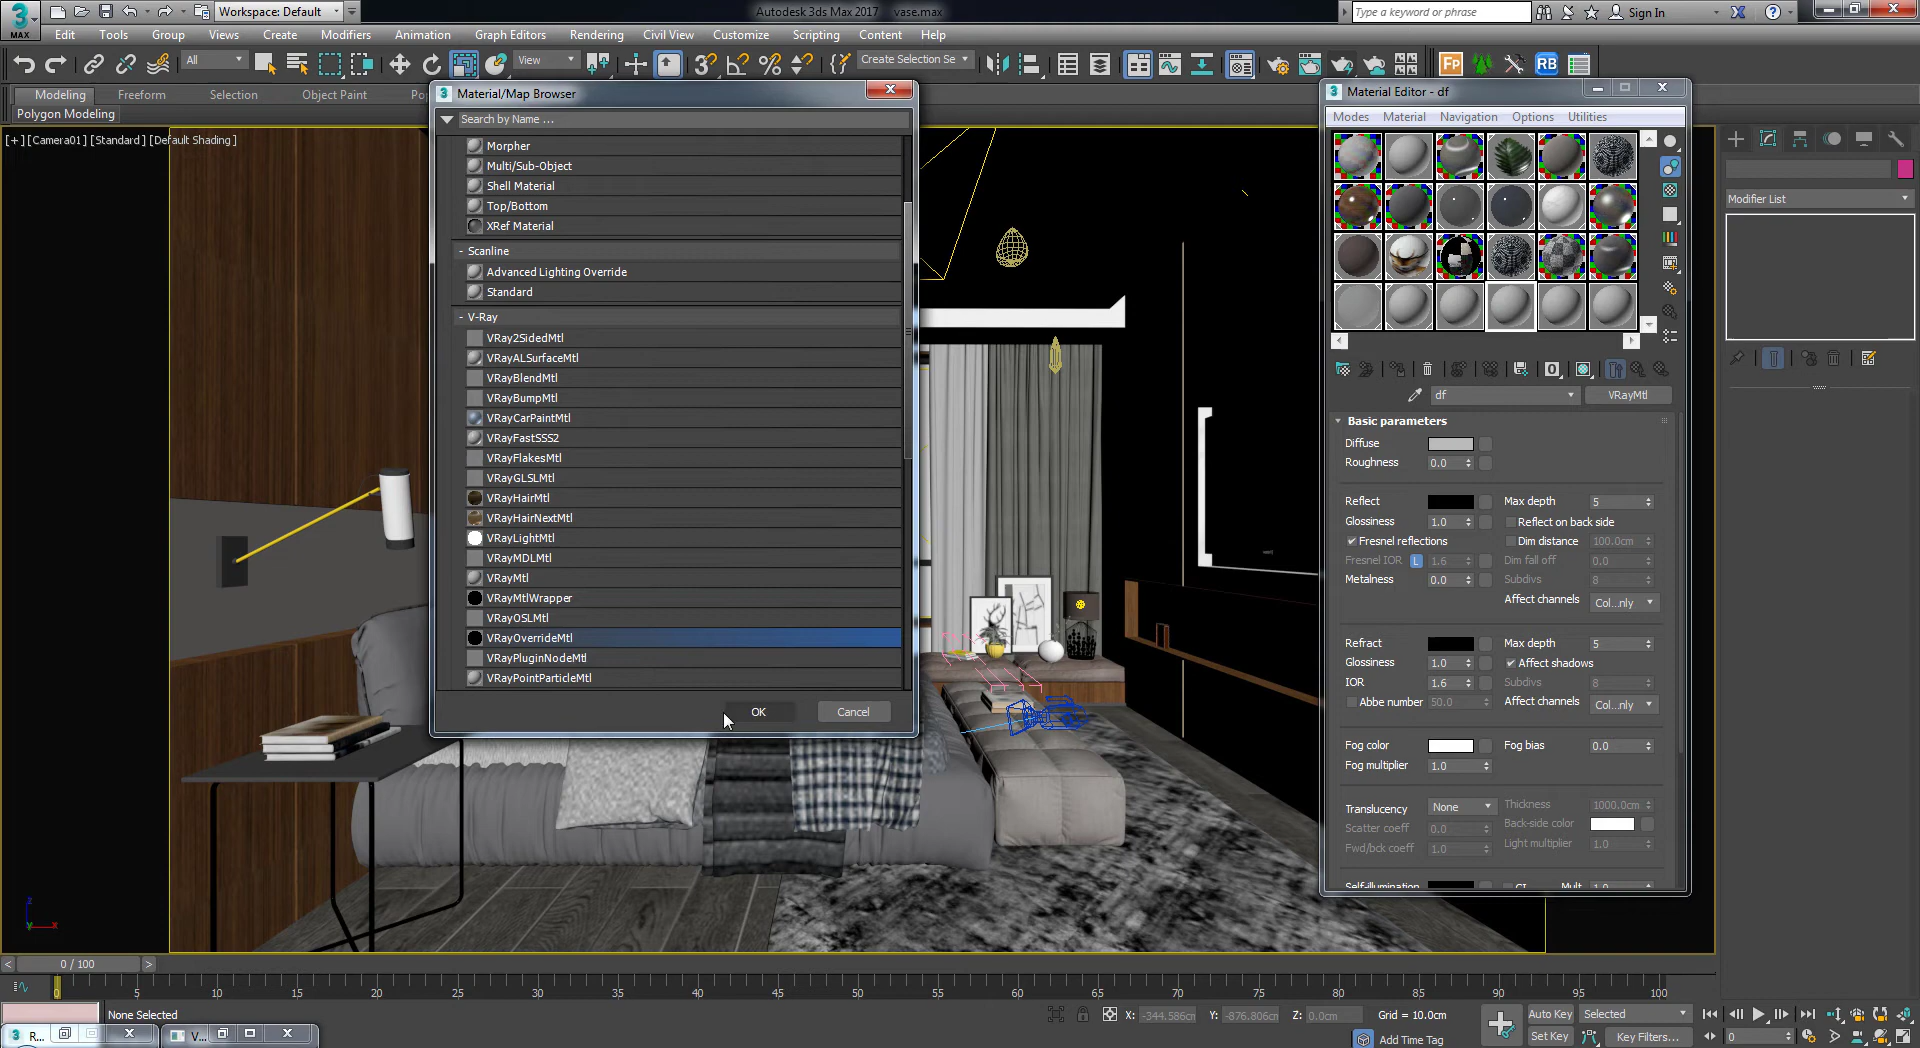 3 MAX Workspace: Default Autodesk 3ds Max 2017 vase.max Type a keyword or phrase Sign In
Edit Tools Group Views Create Modifiers Animation Graph Editors Rendering Civil View Customize Scripting Content Help
All View Create Selection Se Fp RB
Modeling Freeform Selection Object Paint
Polygon Modeling
[+] [Camera01] [Standard] [Default Shading]
Material/Map Browser
Search by Name ...
Morpher
Multi/Sub-Object
Shell Material
Top/Bottom
XRef Material
- Scanline
Advanced Lighting Override
Standard
- V-Ray
VRay2SidedMtl
VRayALSurfaceMtl
VRayBlendMtl
VRayBumpMtl
VRayCarPaintMtl
VRayFastSSS2
VRayFlakesMtl
VRayGLSLMtl
VRayHairMtl
VRayHairNextMtl
VRayLightMtl
VRayMDLMtl
VRayMtl
VRayMtlWrapper
VRayOSLMtl
VRayOverrideMtl
VRayPluginNodeMtl
VRayPointParticleMtl
OK Cancel
Material Editor - df
Modes Material Navigation Options Utilities
df VRayMtl
Basic parameters
Diffuse
Roughness 0.0
Reflect Max depth 5
Glossiness 1.0 Reflect on back side
Fresnel reflections Dim distance 100.0cm
Fresnel IOR L 1.6 Dim fall off 0.0
Metalness 0.0 Subdivs 8
Affect channels Col...nly
Refract Max depth 5
Glossiness 1.0 Affect shadows
IOR 1.6 Subdivs 8
Abbe number 50.0 Affect channels Col...nly
Fog color Fog bias 0.0
Fog multiplier 1.0
Translucency None Thickness 1000.0cm
Scatter coeff 0.0 Back-side color
Fwd/bck coeff 1.0 Light multiplier 1.0
Self-illumination GI Mult 1.0
Modifier List
z
x
0 / 100
0 5 10 15 20 25 30 35 40 45 50 55 60 65 70 75 80 85 90 95 100
None Selected X: -344.586cm Y: -876.806cm Z: 0.0cm Grid = 10.0cm Auto Key Selected
3 R... V... Add Time Tag Set Key Key Filters... 0